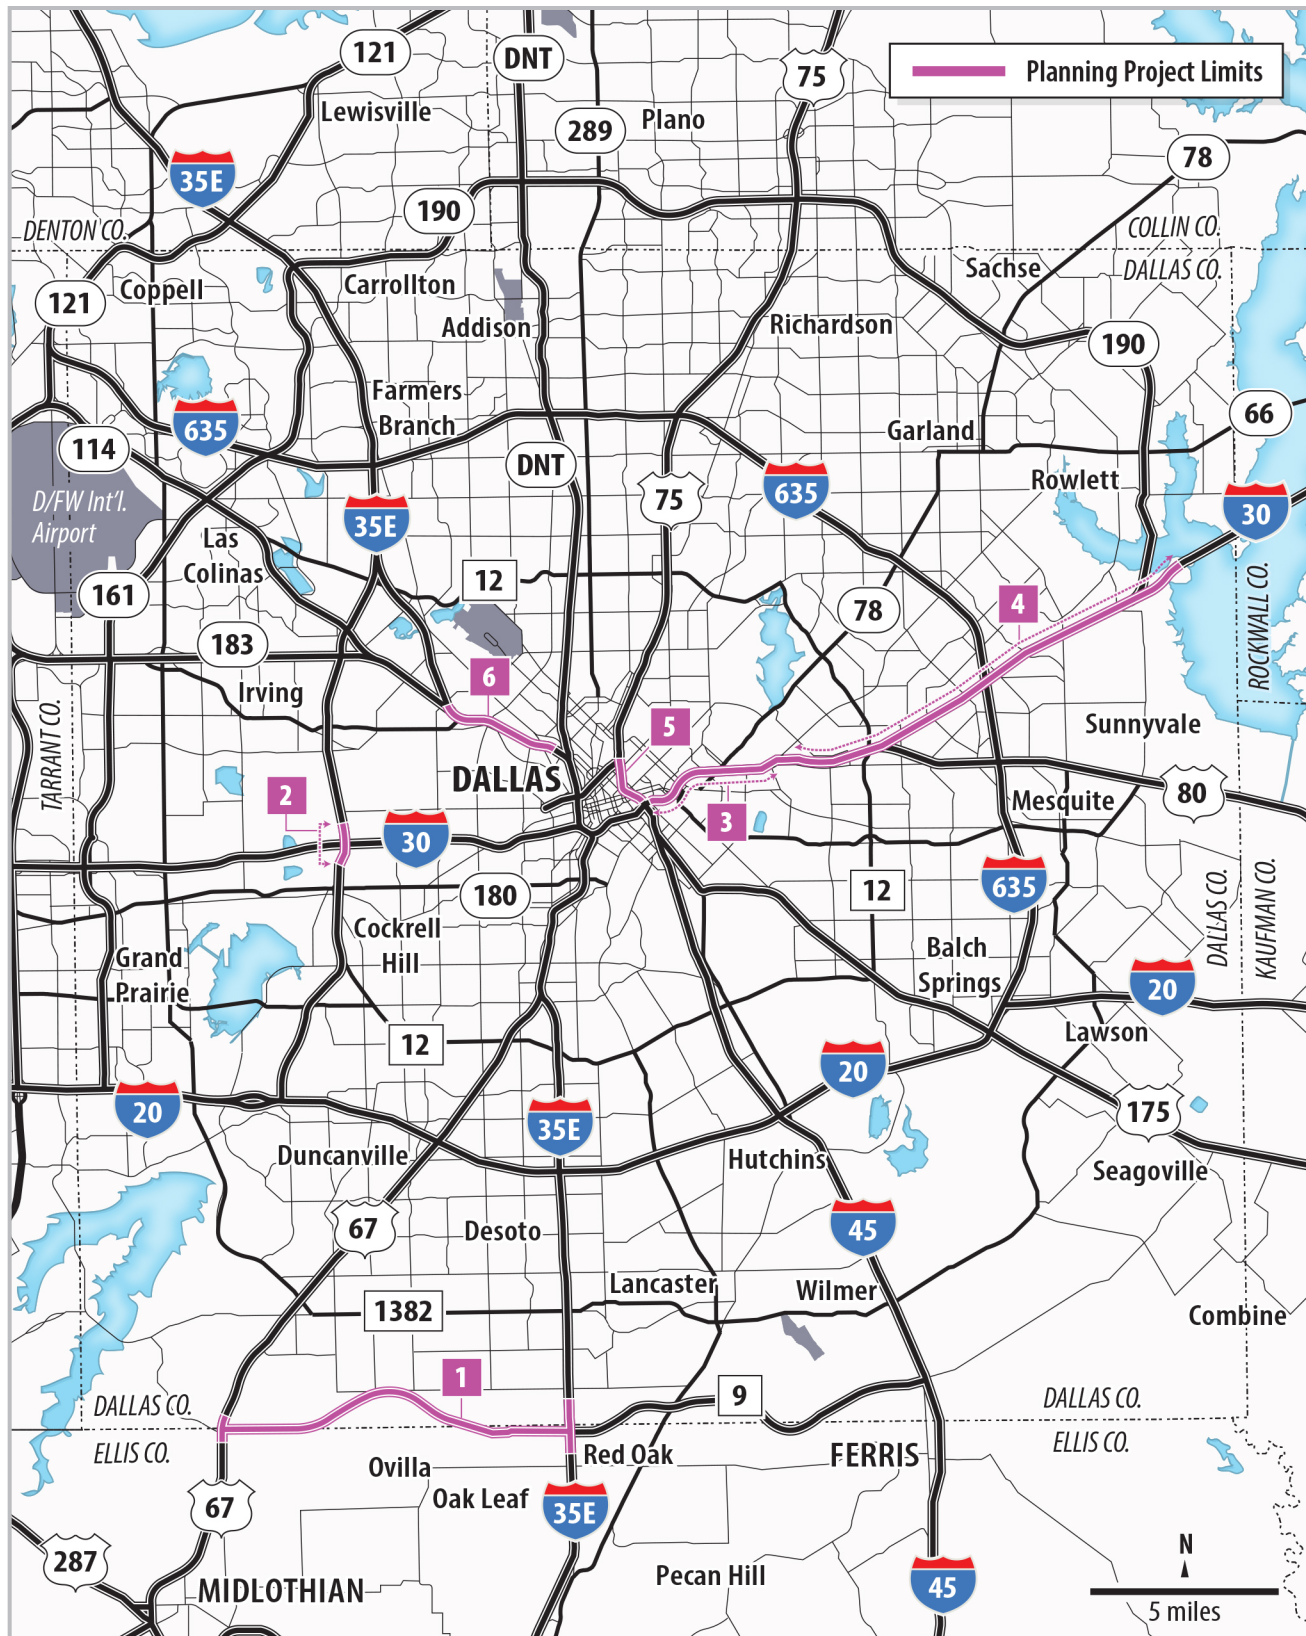 121
DNT
75
Planning Project Limits
Lewisville
289
Plano
78
35E
190
DENTON CO.
COLLIN CO.
Sachse
DALLAS CO.
121
Coppell
Carrollton
Addison
Richardson
190
Farmers
Branch
66
635
Garland
114
DNT
635
Rowlett
75
30
D/FW Int'l.
Airport
35E
Las
Colinas
12
161
78
4
ROCKWALL CO.
183
6
Irving
5
Sunnyvale
TARRANT CO.
DALLAS
2
80
Mesquite
3
30
635
180
12
DALLAS CO.
KAUFMAN CO.
Cockrell
Hill
Balch
Springs
Grand
Prairie
20
12
Lawson
20
20
175
35E
Duncanville
Hutchins
Seagoville
67
Desoto
45
Lancaster
Wilmer
1382
Combine
1
9
DALLAS CO.
DALLAS CO.
ELLIS CO.
ELLIS CO.
Red Oak
FERRIS
Ovilla
Oak Leaf
67
35E
287
N
Pecan Hill
45
MIDLOTHIAN
5 miles